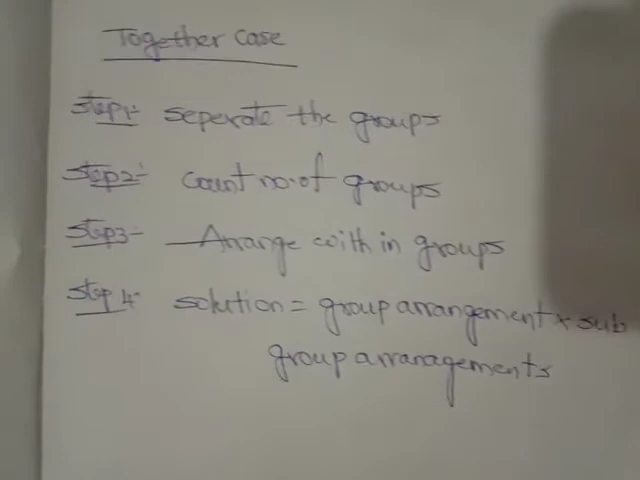 Together case
Step1:- seperate the groups
Step2:- count no.of groups
Step3- Arrange with in groups
Step 4:- solution = group arrangement x sub
group arranagements